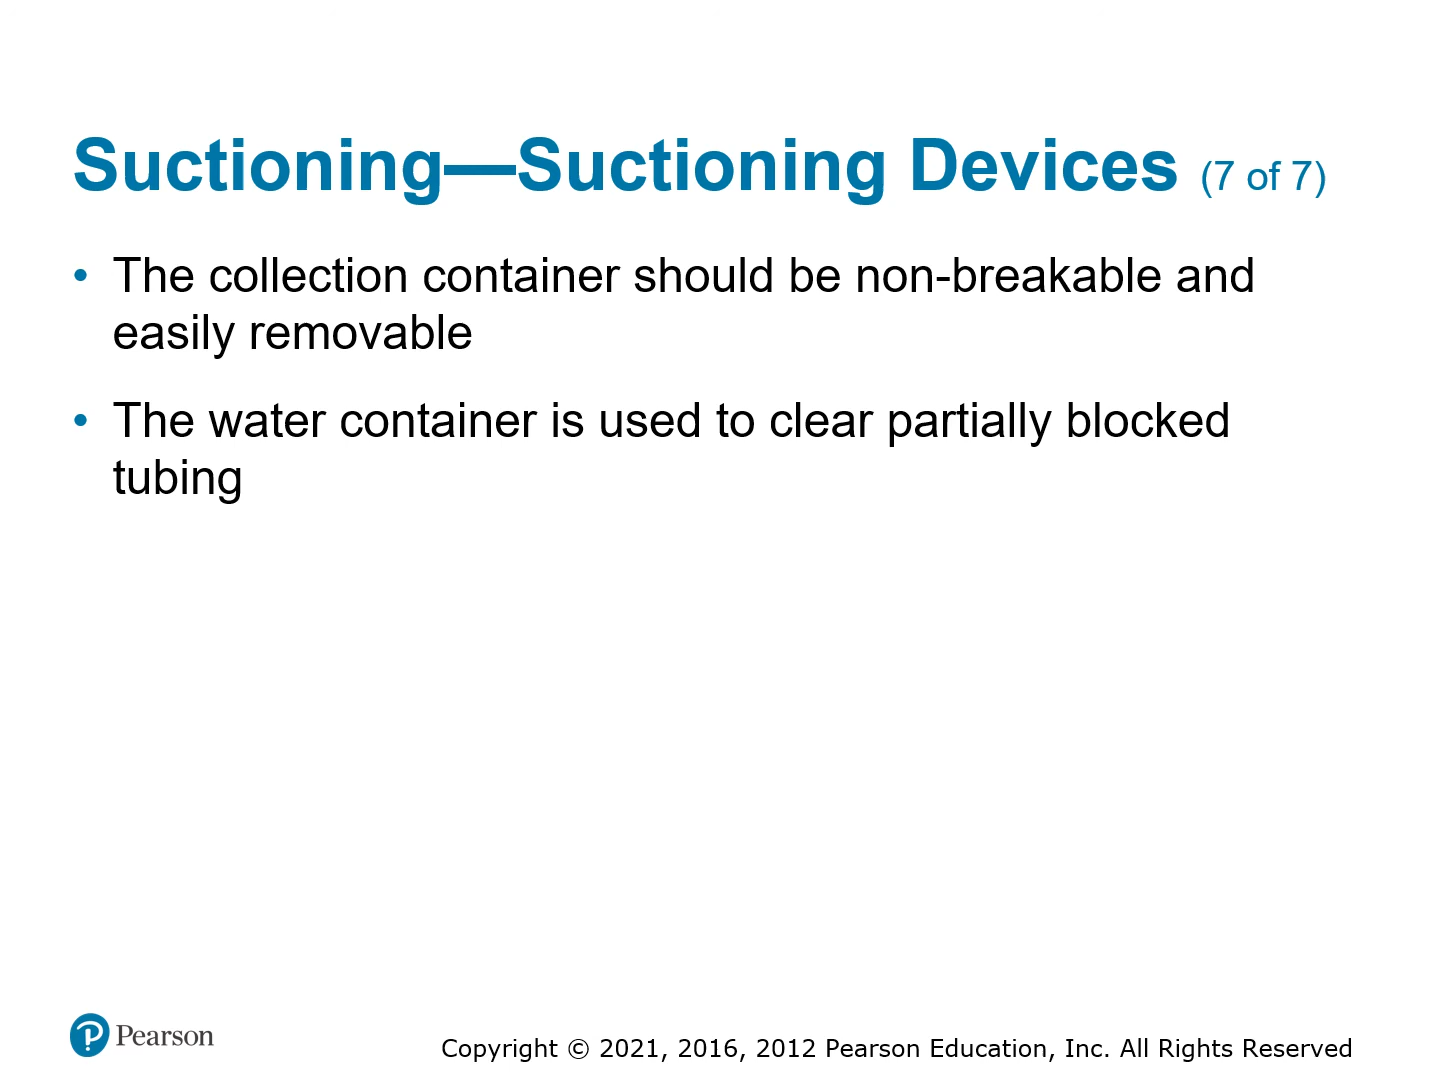 Suctioning—Suctioning Devices (7 of 7)
• The collection container should be non-breakable and
easily removable
• The water container is used to clear partially blocked
tubing
Pearson
Copyright © 2021, 2016, 2012 Pearson Education, Inc. All Rights Reserved